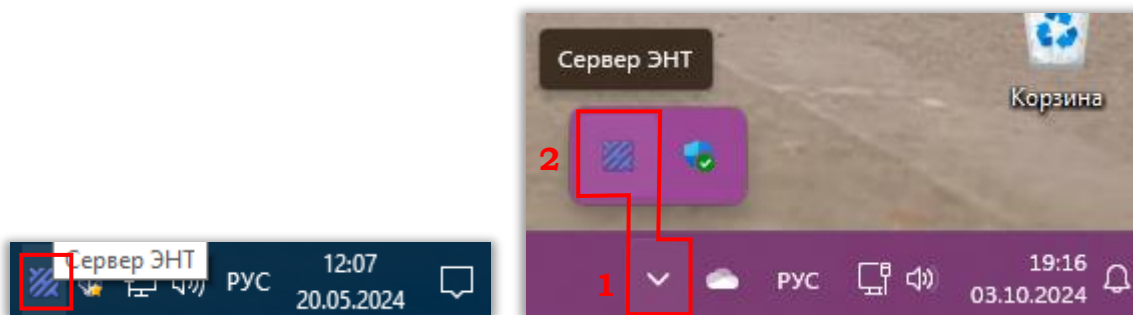 Сервер ЭНТ
РУС
12:07
20.05.2024
Сервер ЭНТ
Корзина
2
1
РУС
19:16
03.10.2024